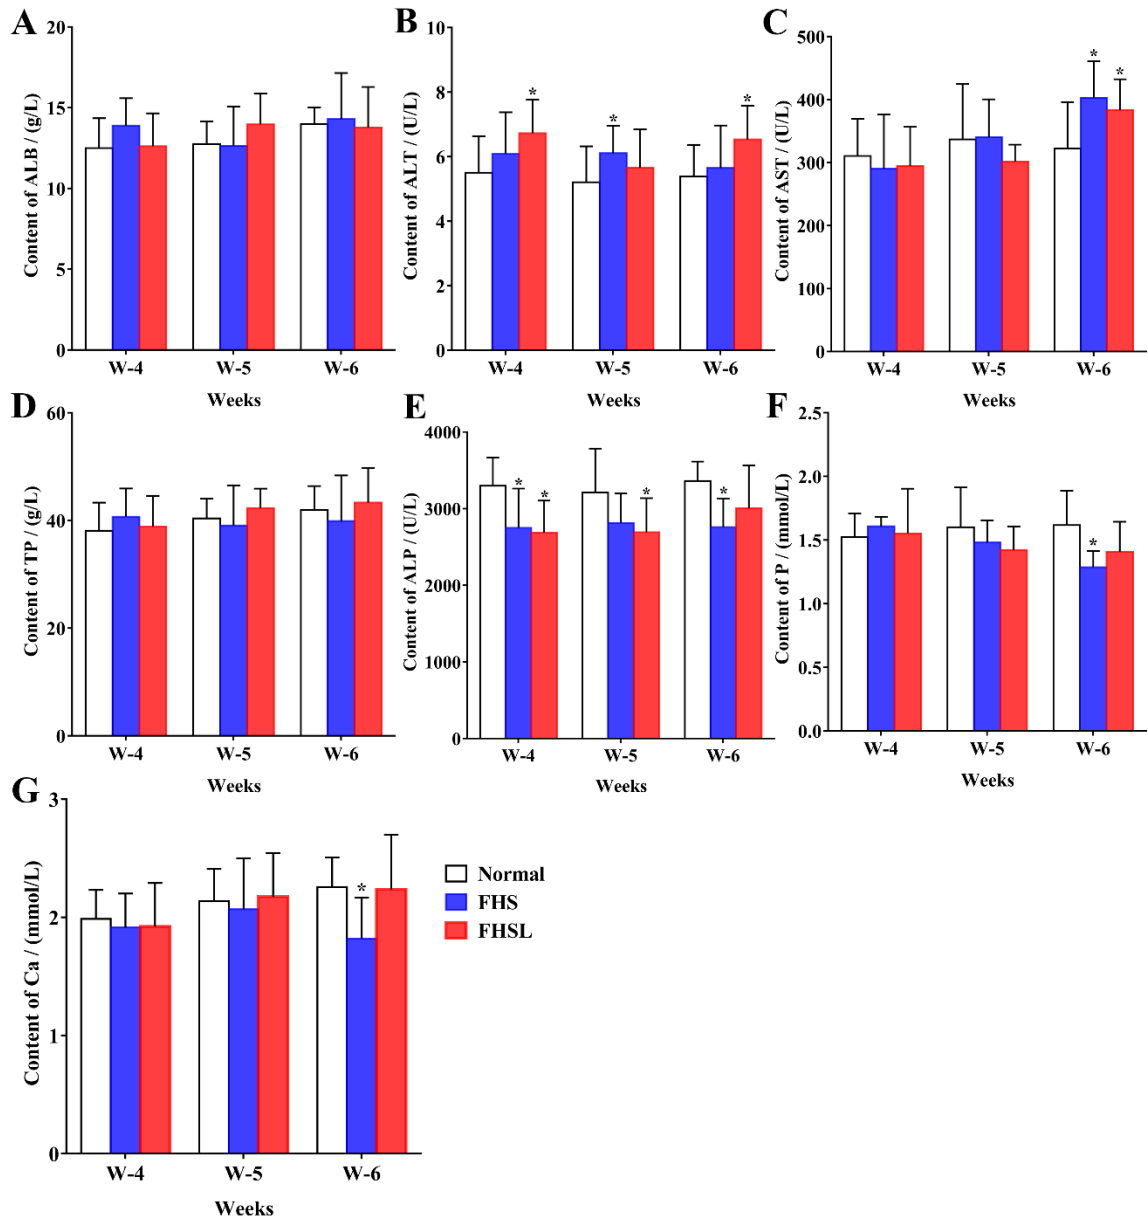 A
Content of ALB / (g/L)
20
15
10
5
0
W-4 W-5 W-6
Weeks
B
Content of ALT / (U/L)
10
8
6
4
2
0
* * *
W-4 W-5 W-6
Weeks
C
Content of AST / (U/L)
500
400
300
200
100
0
* *
W-4 W-5 W-6
Weeks
D
Content of TP / (g/L)
60
40
20
0
W-4 W-5 W-6
Weeks
E
Content of ALP / (U/L)
4000
3000
2000
1000
0
* * * *
W-4 W-5 W-6
Weeks
F
Content of P / (mmol/L)
2.5
2.0
1.5
1.0
0.5
0.0
*
W-4 W-5 W-6
Weeks
G
Content of Ca / (mmol/L)
3
2
1
0
*
W-4 W-5 W-6
Weeks
Normal
FHS
FHSL